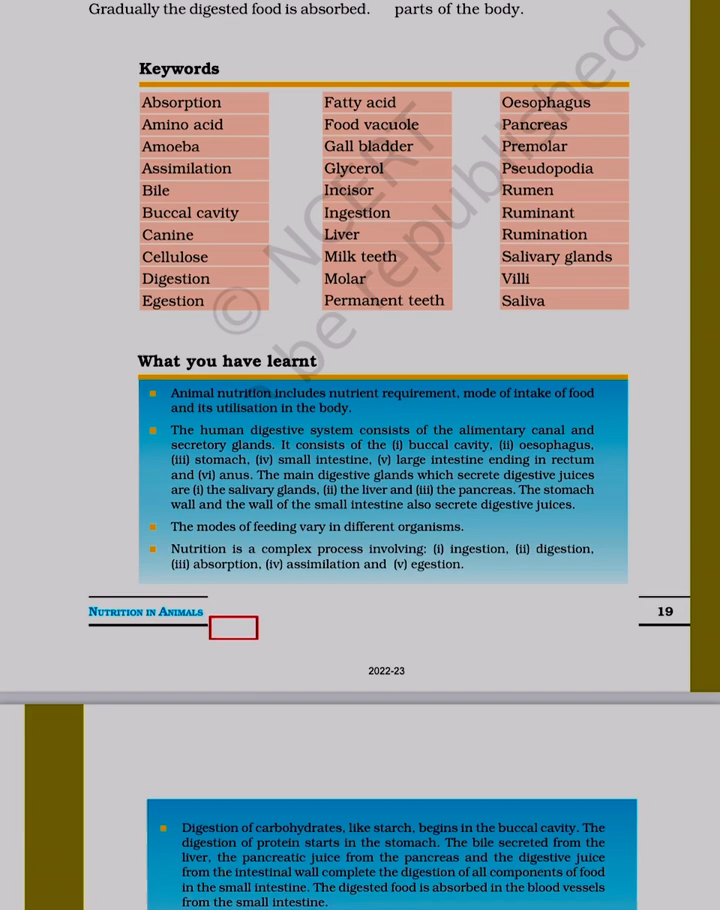 Gradually the digested food is absorbed.
parts of the body.
Keywords
Absorption
Amino acid
Amoeba
Assimilation
Bile
Buccal cavity
Canine
Cellulose
Digestion
Egestion
Fatty acid
Food vacuole
Gall bladder
Glycerol
Incisor
Ingestion
Liver
Milk teeth
Molar
Permanent teeth
Oesophagus
Pancreas
Premolar
Pseudopodia
Rumen
Ruminant
Rumination
Salivary glands
Villi
Saliva
© NCERT
be republished
What you have learnt
Animal nutrition includes nutrient requirement, mode of intake of food
and its utilisation in the body.
The human digestive system consists of the alimentary canal and
secretory glands. It consists of the (i) buccal cavity, (ii) oesophagus,
(iii) stomach, (iv) small intestine, (v) large intestine ending in rectum
and (vi) anus. The main digestive glands which secrete digestive juices
are (i) the salivary glands, (ii) the liver and (iii) the pancreas. The stomach
wall and the wall of the small intestine also secrete digestive juices.
The modes of feeding vary in different organisms.
Nutrition is a complex process involving: (i) ingestion, (ii) digestion,
(iii) absorption, (iv) assimilation and (v) egestion.
NUTRITION IN ANIMALS
19
2022-23
Digestion of carbohydrates, like starch, begins in the buccal cavity. The
digestion of protein starts in the stomach. The bile secreted from the
liver, the pancreatic juice from the pancreas and the digestive juice
from the intestinal wall complete the digestion of all components of food
in the small intestine. The digested food is absorbed in the blood vessels
from the small intestine.